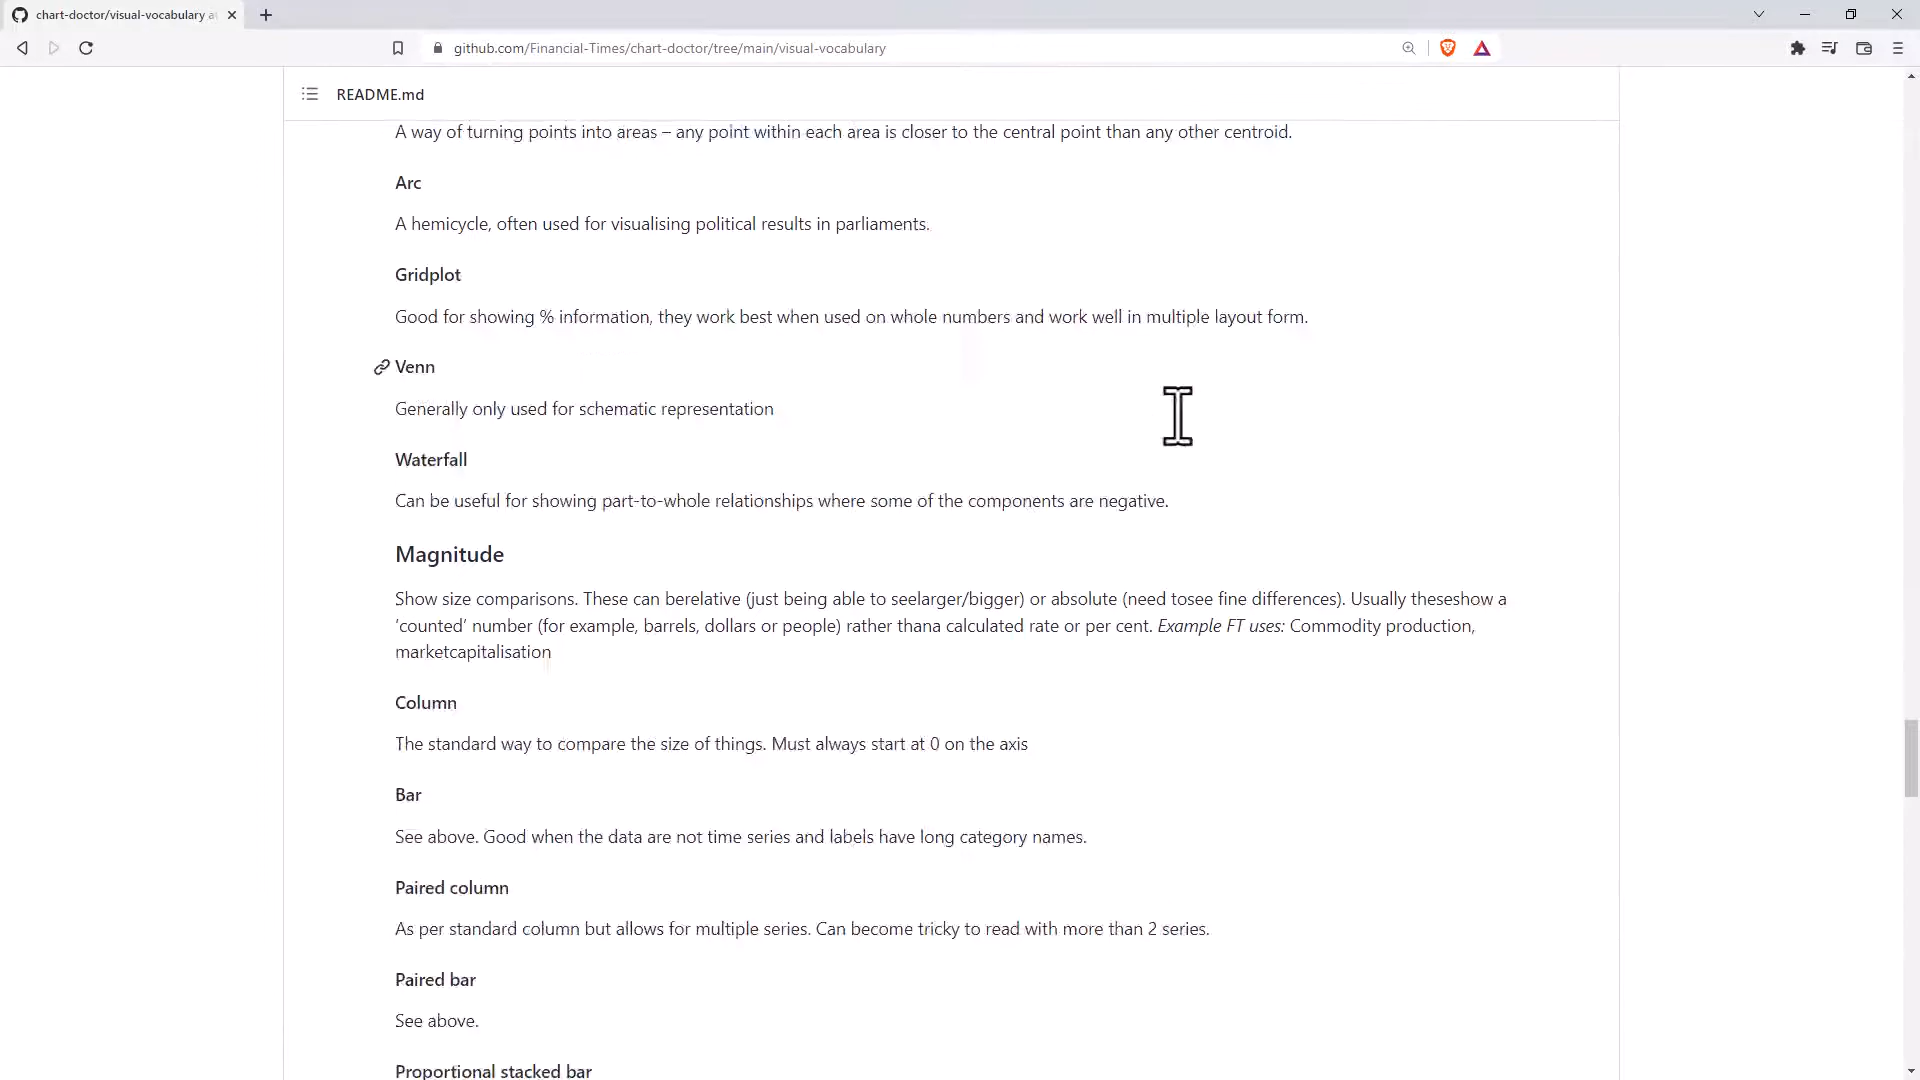 chart-doctor/visual-vocabulary a
github.com/Financial-Times/chart-doctor/tree/main/visual-vocabulary
README.md
A way of turning points into areas – any point within each area is closer to the central point than any other centroid.
Arc
A hemicycle, often used for visualising political results in parliaments.
Gridplot
Good for showing % information, they work best when used on whole numbers and work well in multiple layout form.
Venn
Generally only used for schematic representation
Waterfall
Can be useful for showing part-to-whole relationships where some of the components are negative.
Magnitude
Show size comparisons. These can berelative (just being able to seelarger/bigger) or absolute (need tosee fine differences). Usually theseshow a
‘counted’ number (for example, barrels, dollars or people) rather thana calculated rate or per cent. Example FT uses: Commodity production,
marketcapitalisation
Column
The standard way to compare the size of things. Must always start at 0 on the axis
Bar
See above. Good when the data are not time series and labels have long category names.
Paired column
As per standard column but allows for multiple series. Can become tricky to read with more than 2 series.
Paired bar
See above.
Proportional stacked bar